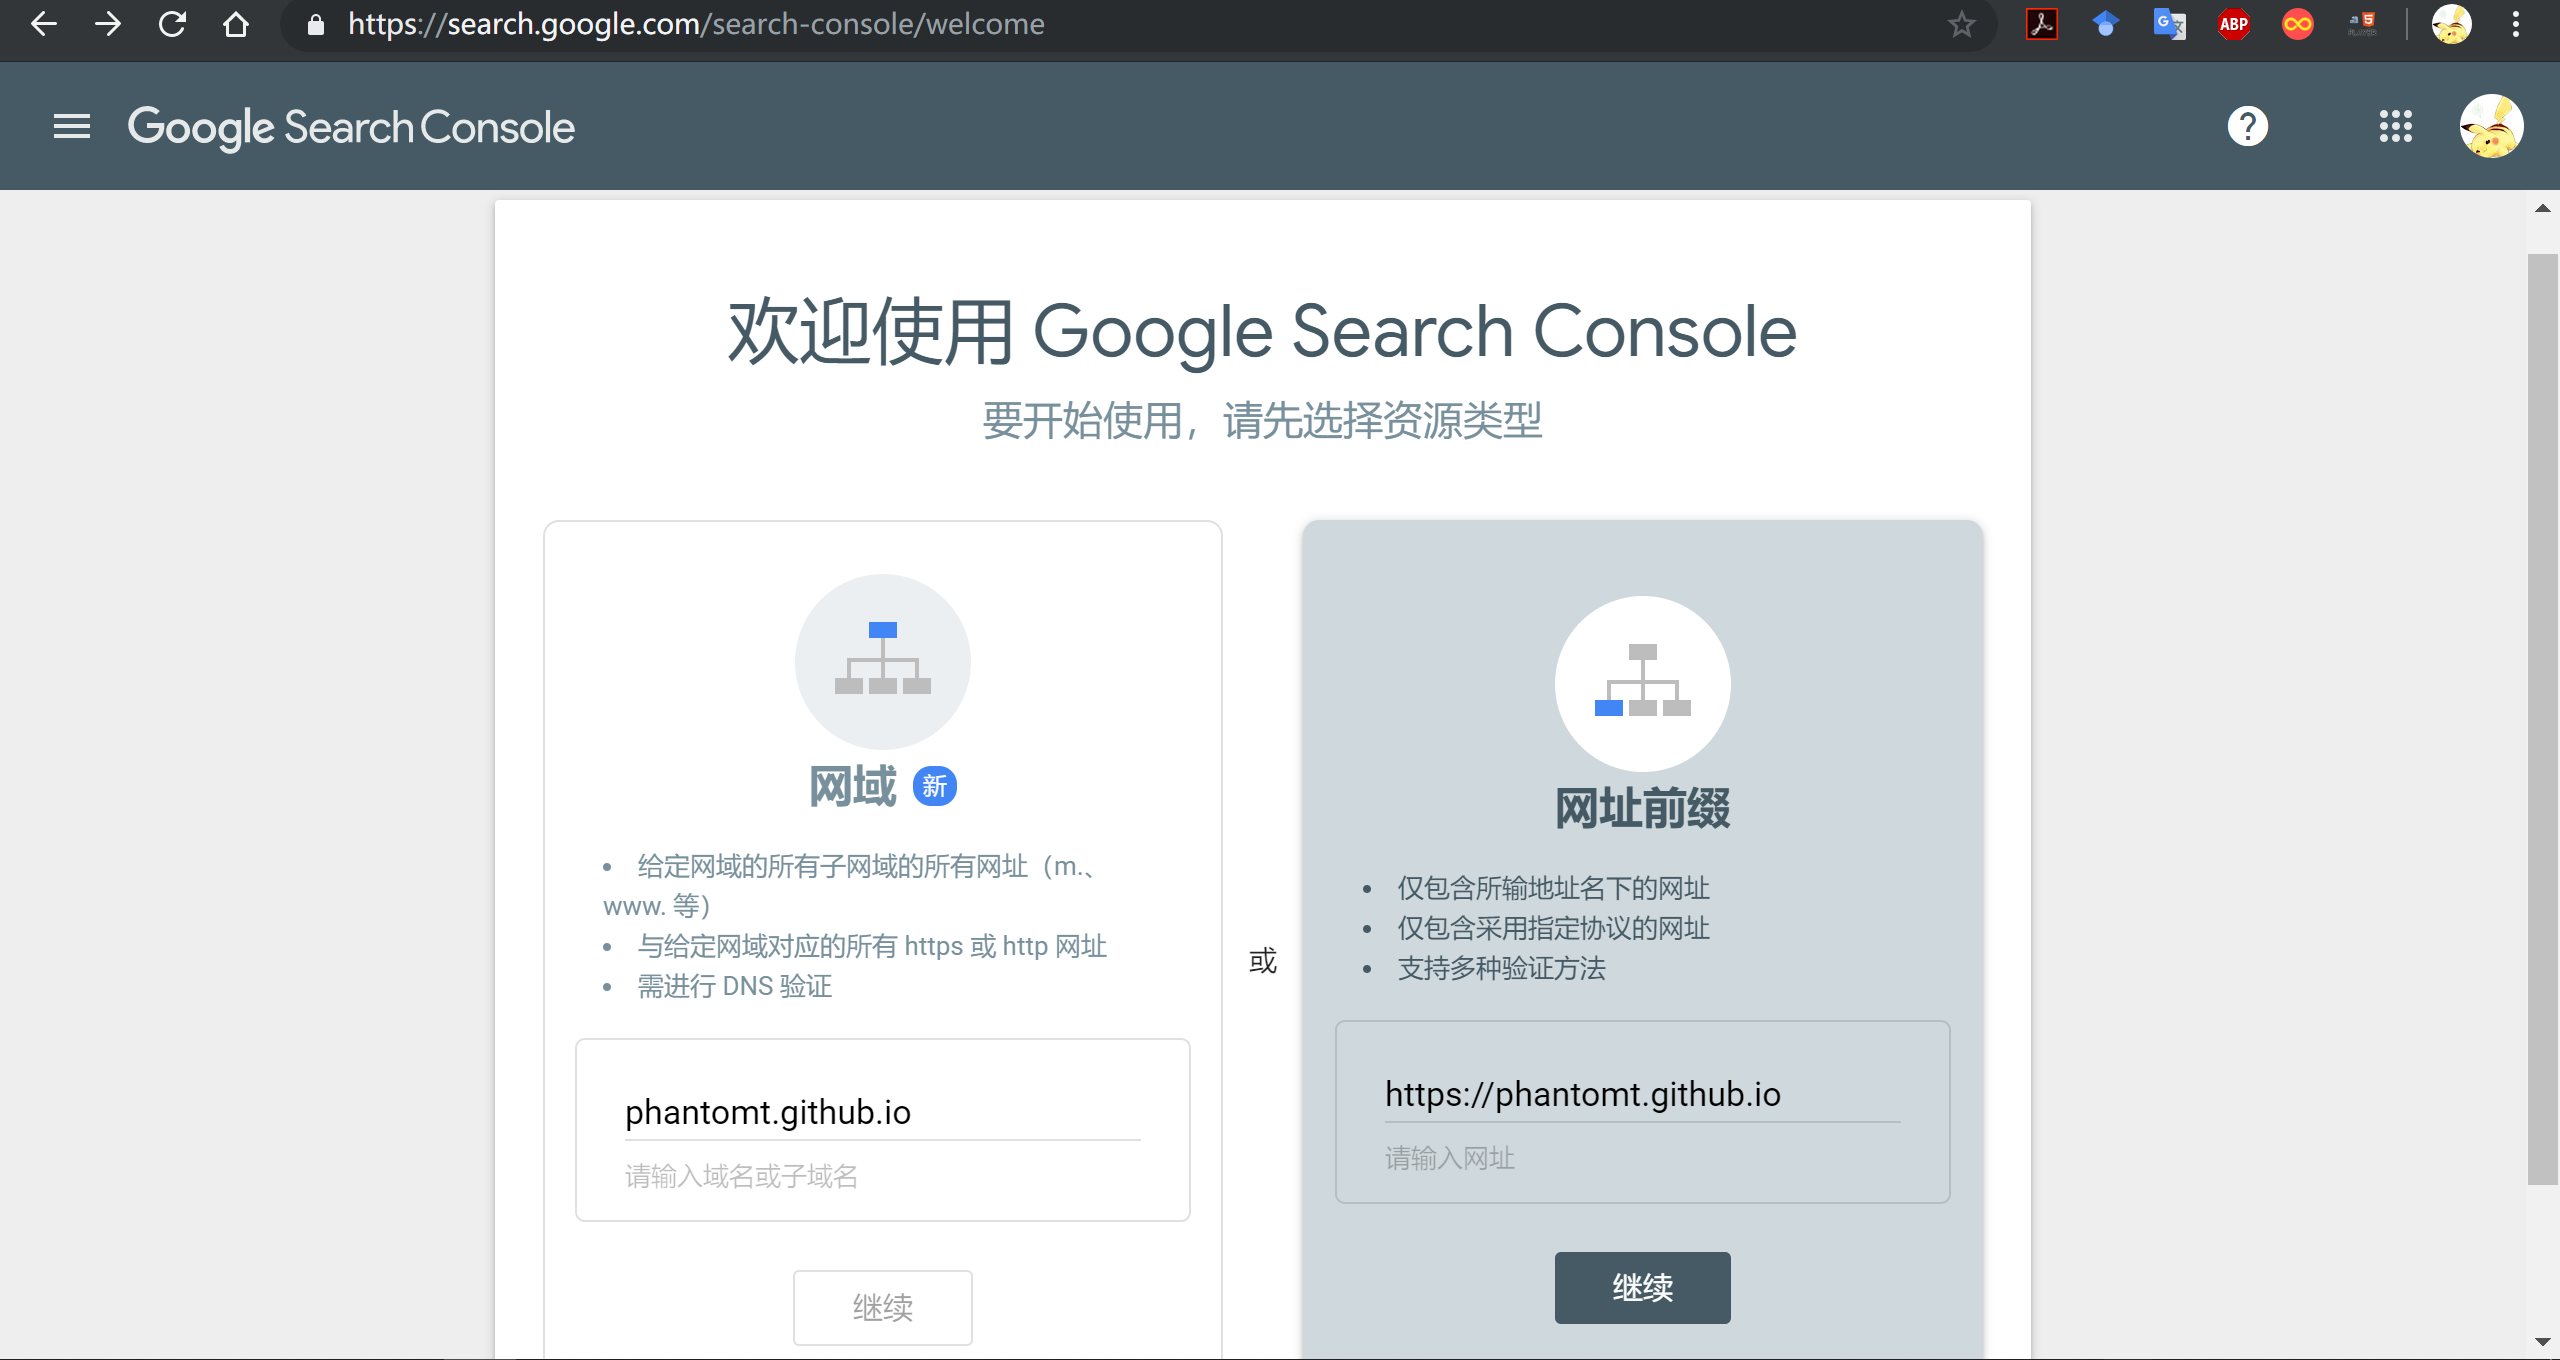 https://search.google.com/search-console/welcome
ABP
Google Search Console
欢迎使用 Google Search Console
要开始使用，请先选择资源类型
网域 新
• 给定网域的所有子网域的所有网址（m.、
www. 等）
• 与给定网域对应的所有 https 或 http 网址
• 需进行 DNS 验证
phantomt.github.io
请输入域名或子域名
继续
或
网址前缀
• 仅包含所输地址名下的网址
• 仅包含采用指定协议的网址
• 支持多种验证方法
https://phantomt.github.io
请输入网址
继续